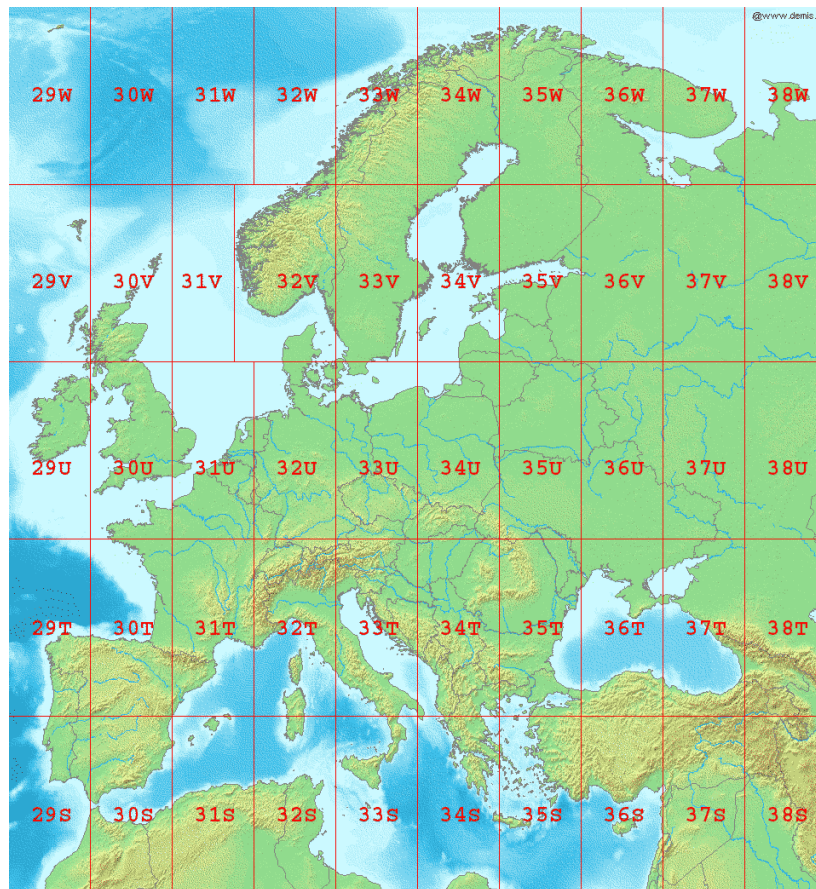 @www.demis.
29W 30W 31W 32W 33W 34W 35W 36W 37W 38W
29V 30V 31V 32V 33V 34V 35V 36V 37V 38V
29U 30U 31U 32U 33U 34U 35U 36U 37U 38U
29T 30T 31T 32T 33T 34T 35T 36T 37T 38T
29S 30S 31S 32S 33S 34S 35S 36S 37S 38S